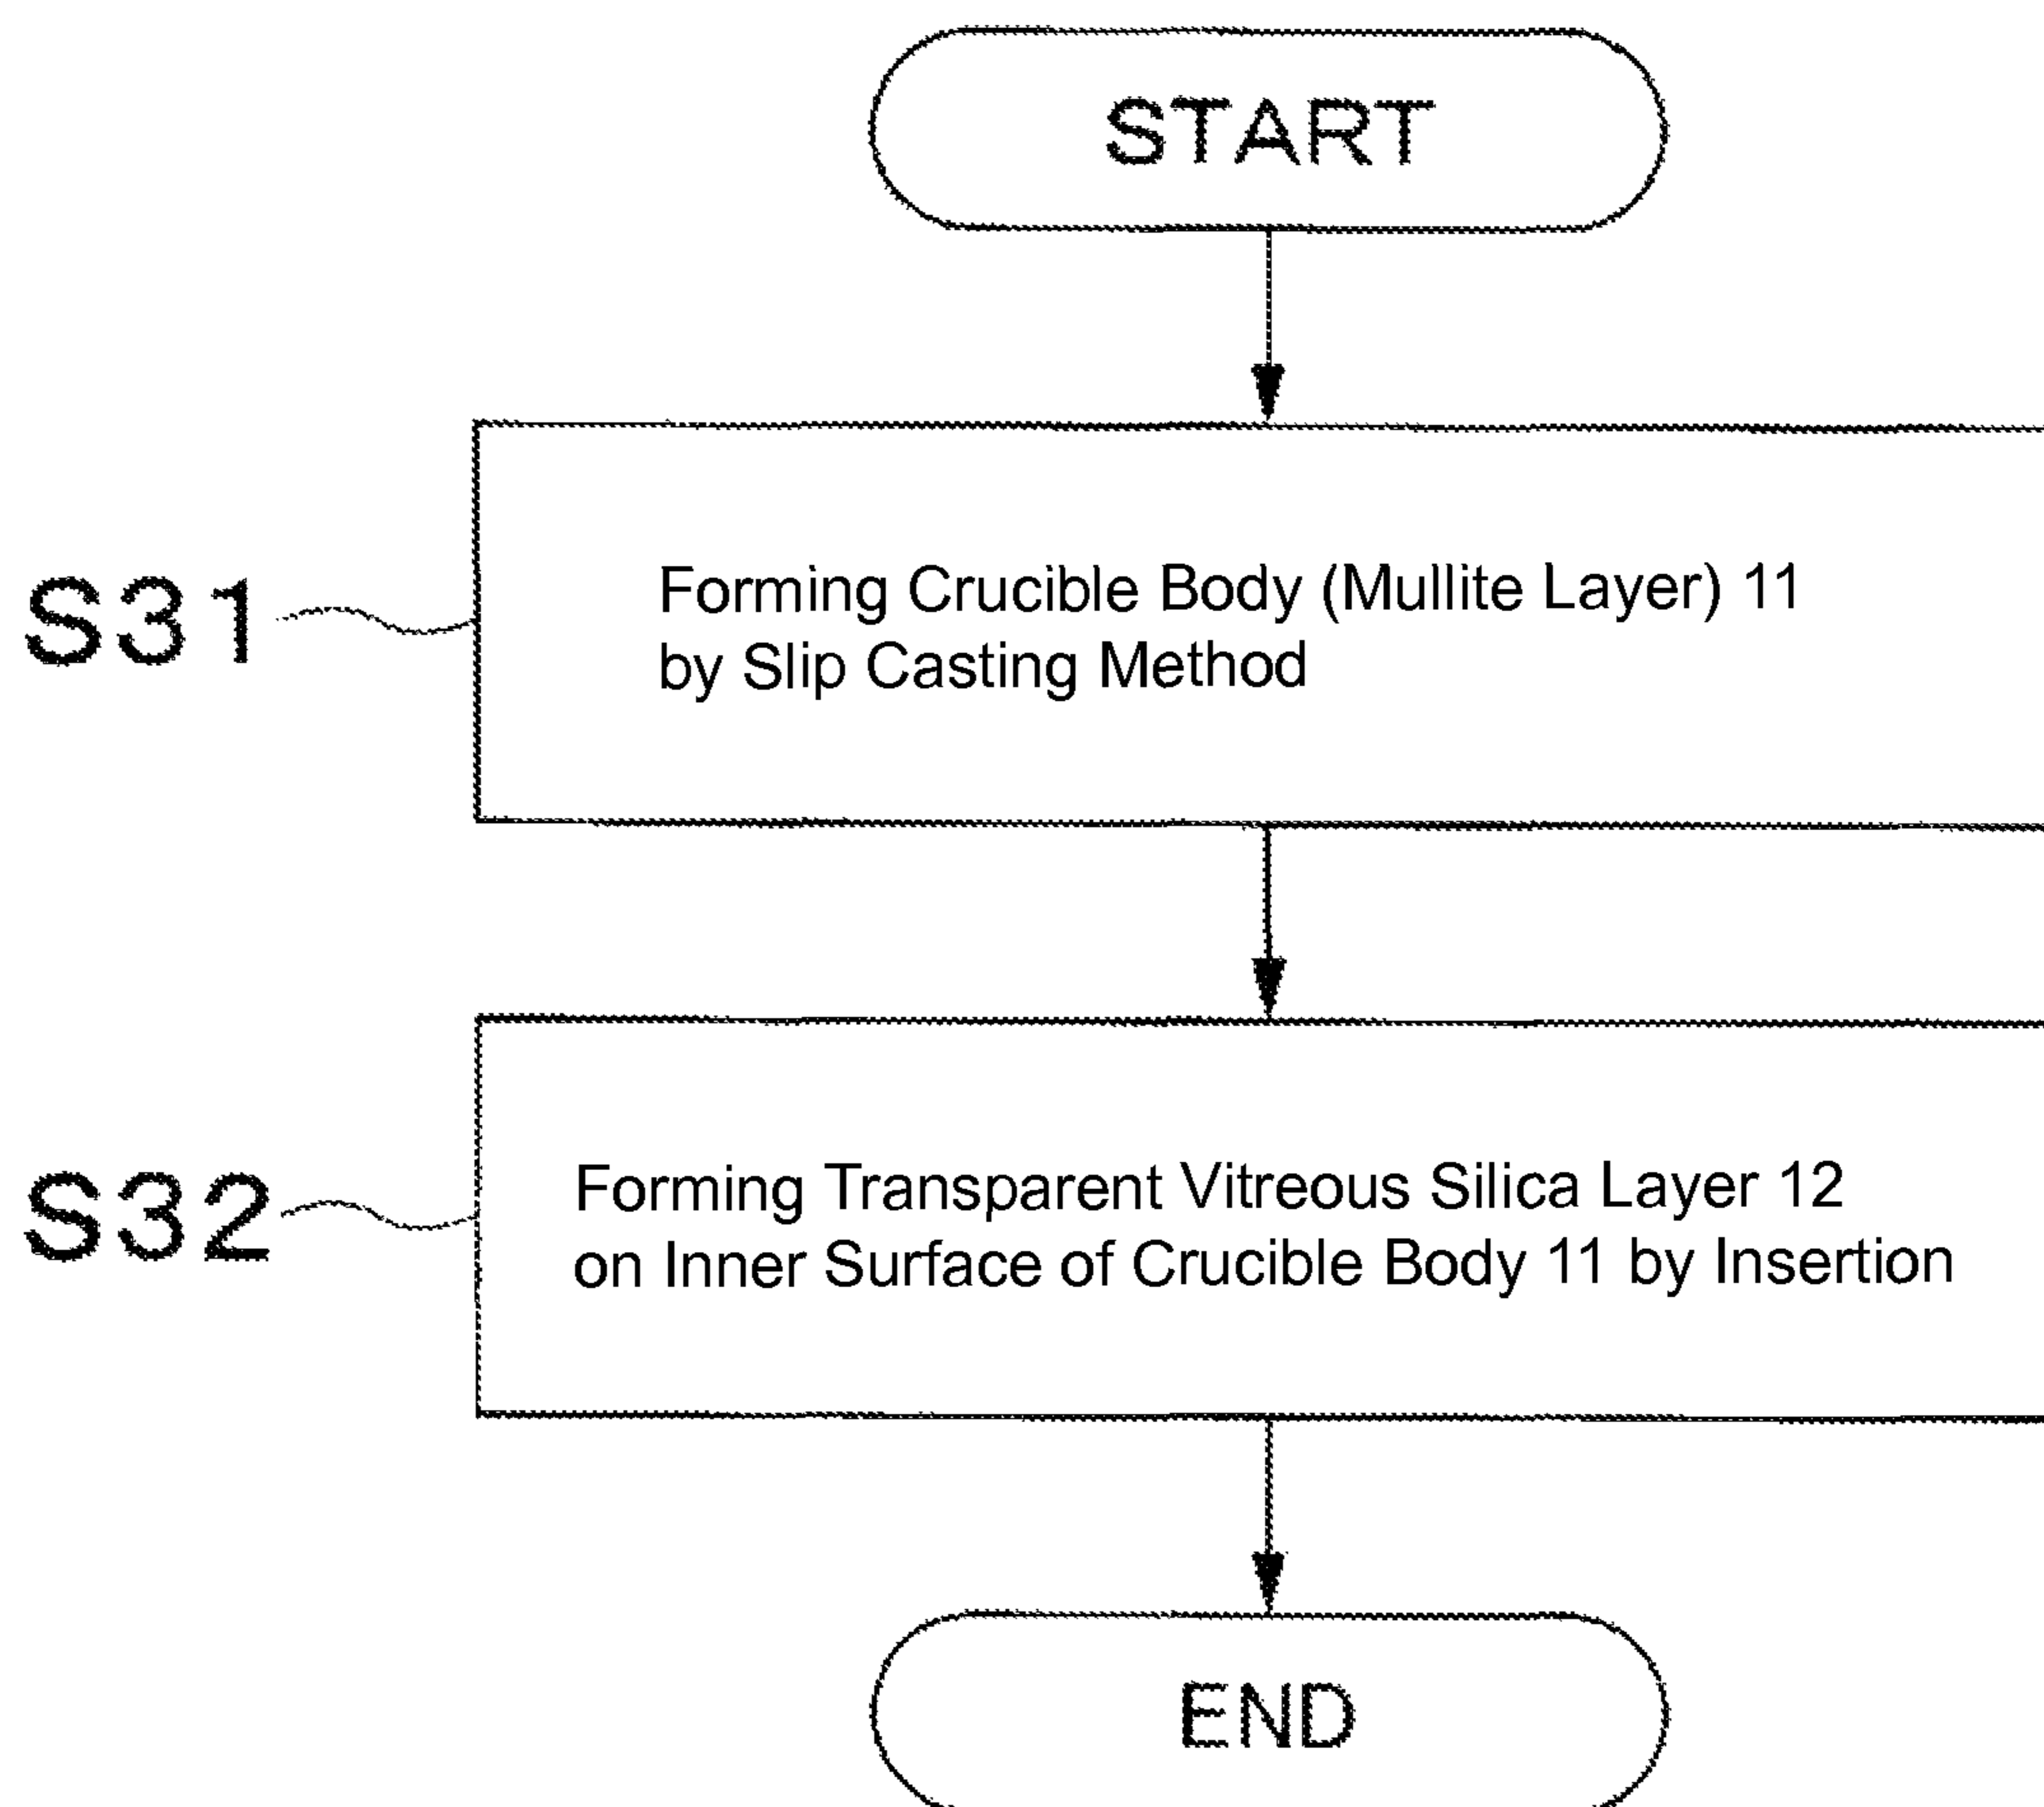 START
S31
Forming Crucible Body (Mullite Layer) 11
by Slip Casting Method
S32
Forming Transparent Vitreous Silica Layer 12
on Inner Surface of Crucible Body 11 by Insertion
END